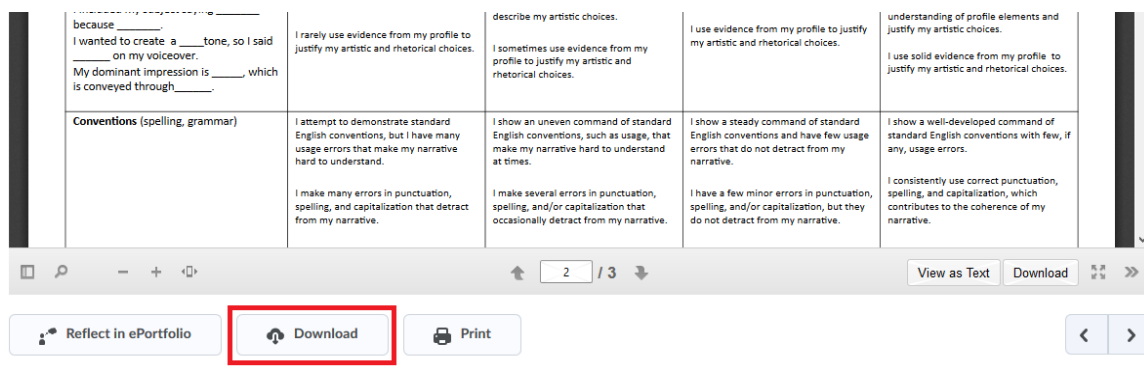 because ________.
I wanted to create a ____tone, so I said
______ on my voiceover.
My dominant impression is _____, which
is conveyed through______.
I rarely use evidence from my profile to
justify my artistic and rhetorical choices.
describe my artistic choices.
I sometimes use evidence from my
profile to justify my artistic and
rhetorical choices.
I use evidence from my profile to justify
my artistic and rhetorical choices.
understanding of profile elements and
justify my artistic choices.
I use solid evidence from my profile to
justify my artistic and rhetorical choices.
Conventions (spelling, grammar)
I attempt to demonstrate standard
English conventions, but I have many
usage errors that make my narrative
hard to understand.
I make many errors in punctuation,
spelling, and capitalization that detract
from my narrative.
I show an uneven command of standard
English conventions, such as usage, that
make my narrative hard to understand
at times.
I make several errors in punctuation,
spelling, and/or capitalization that
occasionally detract from my narrative.
I show a steady command of standard
English conventions and have few usage
errors that do not detract from my
narrative.
I have a few minor errors in punctuation,
spelling, and/or capitalization, but they
do not detract from my narrative.
I show a well-developed command of
standard English conventions with few, if
any, usage errors.
I consistently use correct punctuation,
spelling, and capitalization, which
contributes to the coherence of my
narrative.
2 / 3
View as Text
Download
Reflect in ePortfolio
Download
Print